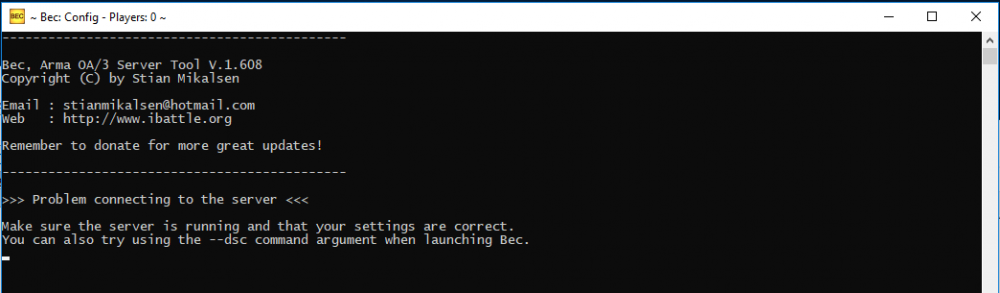 BEC ~ Bec: Config - Players: 0 ~
---------------------------------------------
Bec, Arma OA/3 Server Tool V.1.608
Copyright (C) by Stian Mikalsen
Email : stianmikalsen@hotmail.com
Web   : http://www.ibattle.org
Remember to donate for more great updates!
---------------------------------------------
>>> Problem connecting to the server <<<
Make sure the server is running and that your settings are correct.
You can also try using the --dsc command argument when launching Bec.